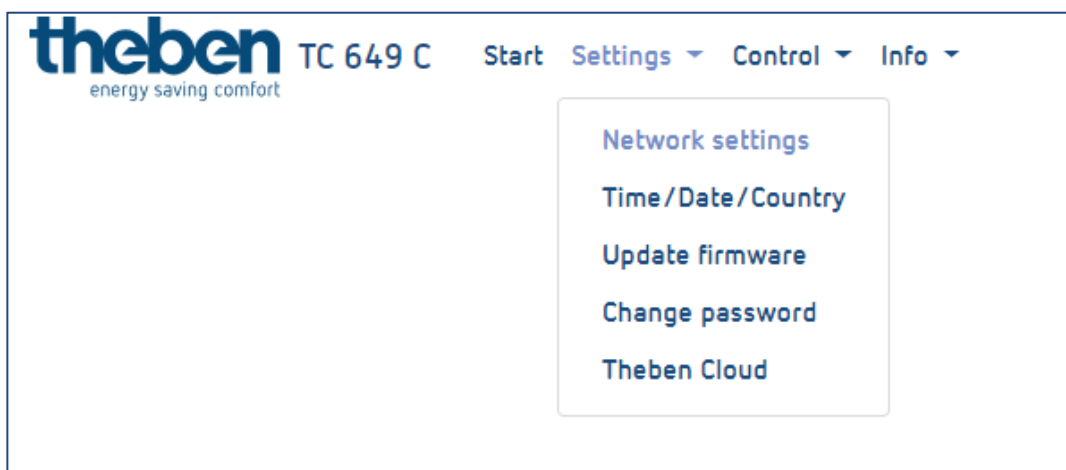 theben TC 649 C Start Settings Control Info
energy saving comfort
Network settings
Time/Date/Country
Update firmware
Change password
Theben Cloud